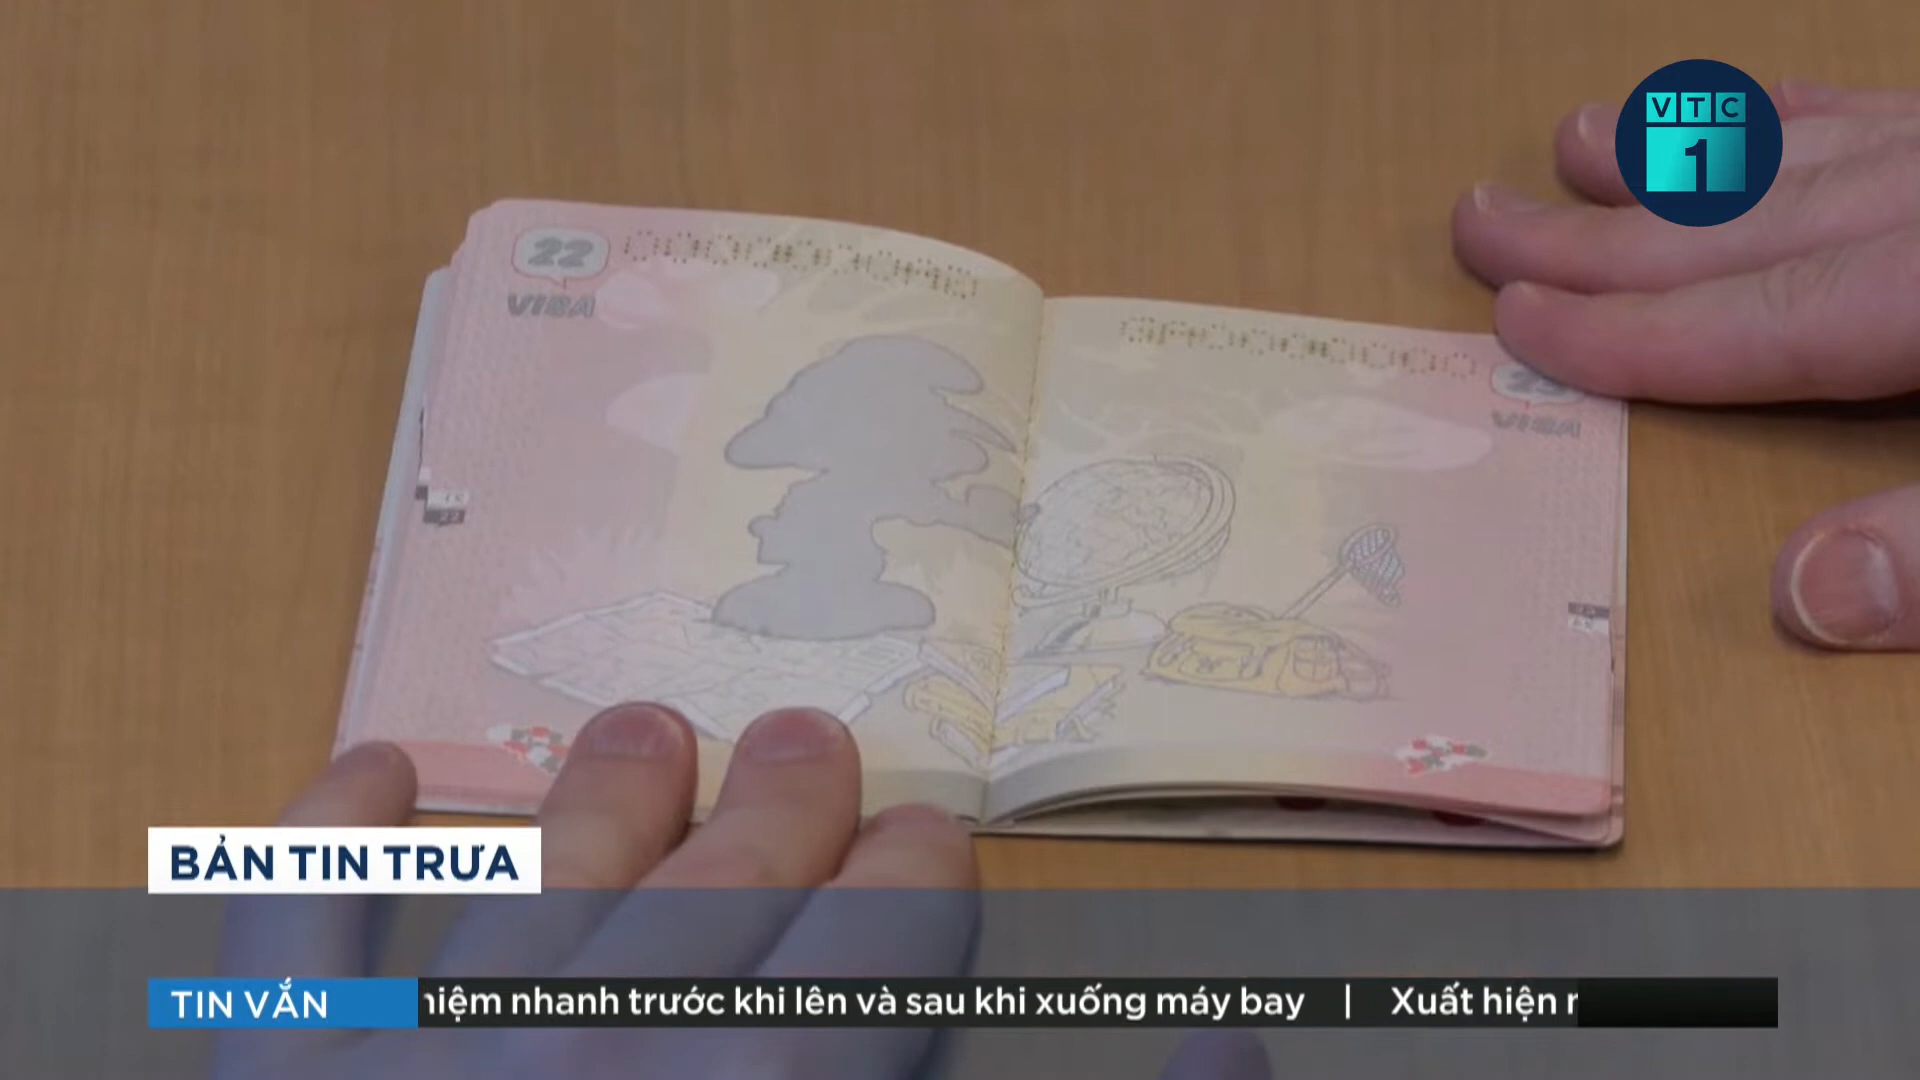 VTC
1
22
VISA
VISA
BẢN TIN TRƯA
TIN VẮN
nhanh trước khi lên và sau khi xuống máy bay | Xuất hiện